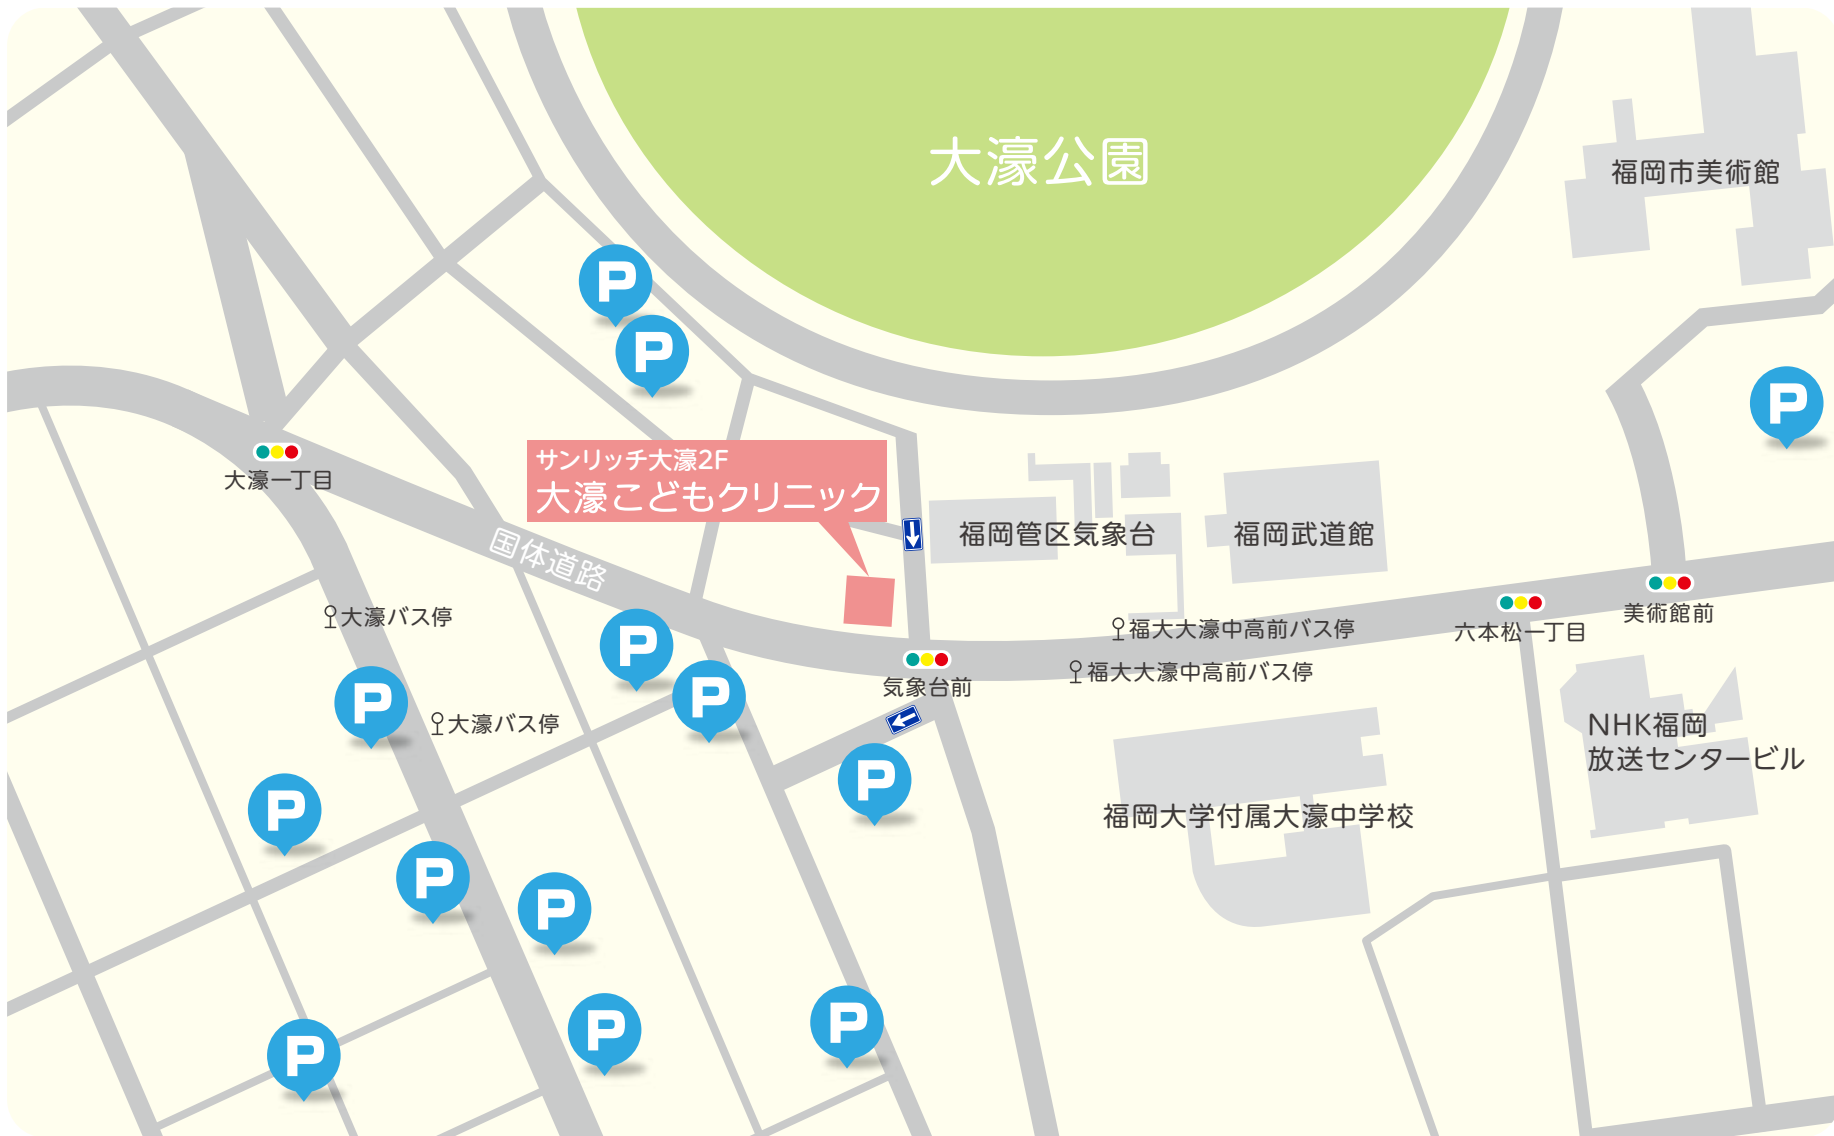 大濠公園
福岡市美術館
P
P
P
サンリッチ大濠2F
大濠こどもクリニック
大濠一丁目
国体道路
福岡管区気象台
福岡武道館
美術館前
六本松一丁目
大濠バス停
福大大濠中高前バス停
P
気象台前
福大大濠中高前バス停
P
P
大濠バス停
NHK福岡
放送センタービル
P
P
福岡大学付属大濠中学校
P
P
P
P
P